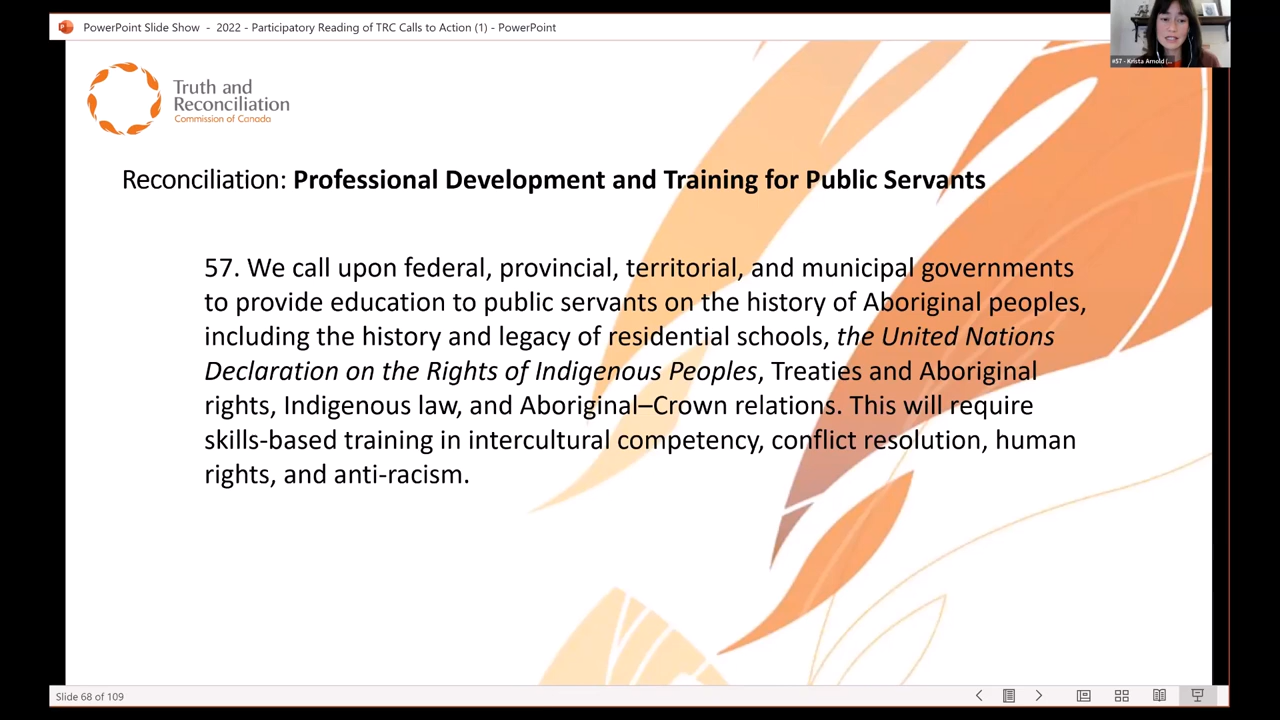 PowerPoint Slide Show - 2022 - Participatory Reading of TRC Calls to Action (1) - PowerPoint
#57 - Krista Arnold (...
Truth and
Reconciliation
Commission of Canada
Reconciliation: Professional Development and Training for Public Servants
57. We call upon federal, provincial, territorial, and municipal governments
to provide education to public servants on the history of Aboriginal peoples,
including the history and legacy of residential schools, the United Nations
Declaration on the Rights of Indigenous Peoples, Treaties and Aboriginal
rights, Indigenous law, and Aboriginal–Crown relations. This will require
skills-based training in intercultural competency, conflict resolution, human
rights, and anti-racism.
Slide 68 of 109